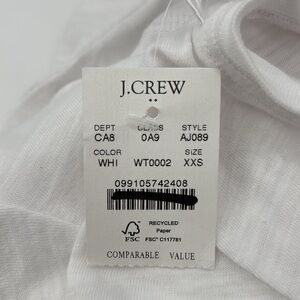 J.CREW
DEPT CLASS STYLE
CA8 0A9 AJ089
COLOR SIZE
WHI WT0002 XXS
099105742408
RECYCLED
Paper
FSC FSC® C117781
COMPARABLE VALUE